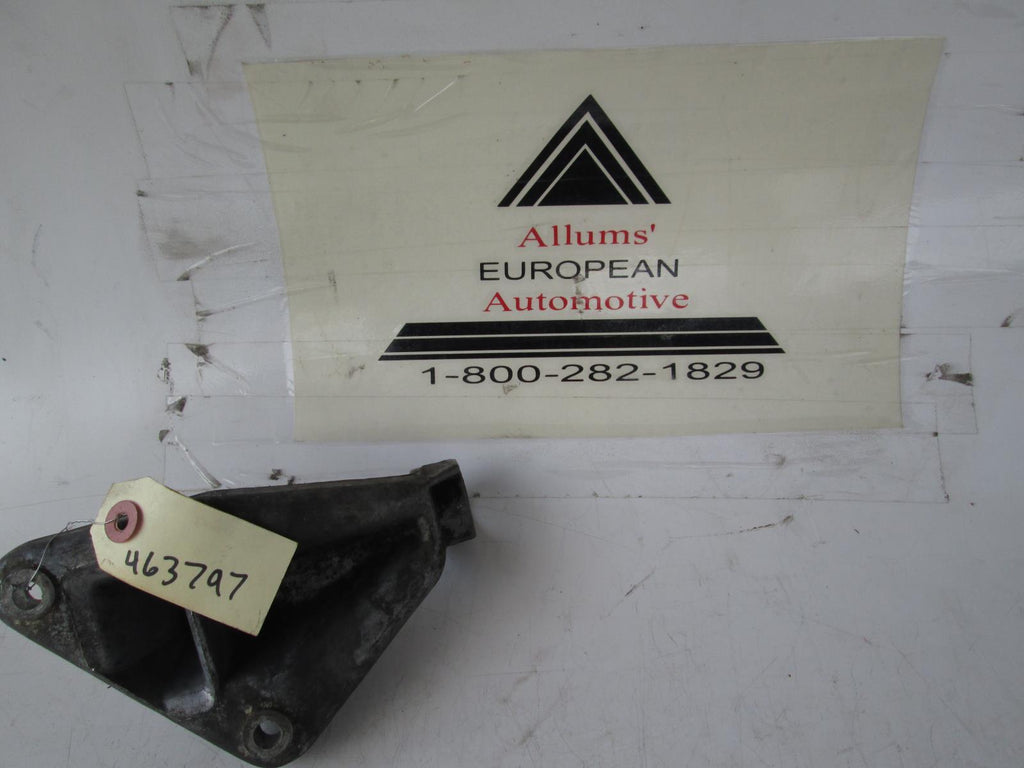 Allums'
EUROPEAN
Automotive
1-800-282-1829
463797